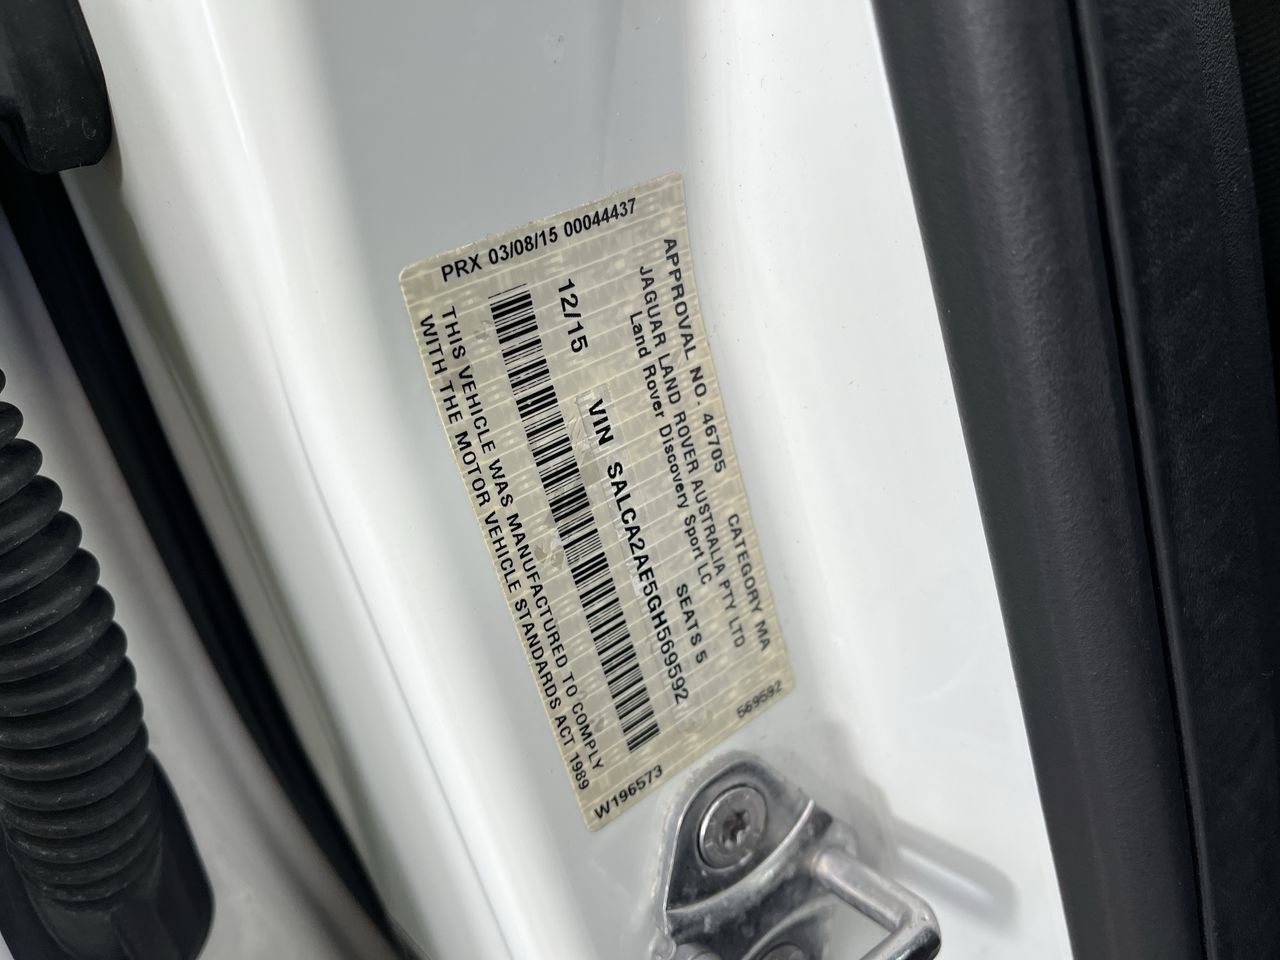 PRX 03/08/15 00044437
APPROVAL NO. 46705 CATEGORY MA
JAGUAR LAND ROVER AUSTRALIA PTY LTD
Land Rover Discovery Sport LC
SEATS 5
12/15 VIN SALCA2AE5GH569592
THIS VEHICLE WAS MANUFACTURED TO COMPLY
WITH THE MOTOR VEHICLE STANDARDS ACT 1989
569592
W196573